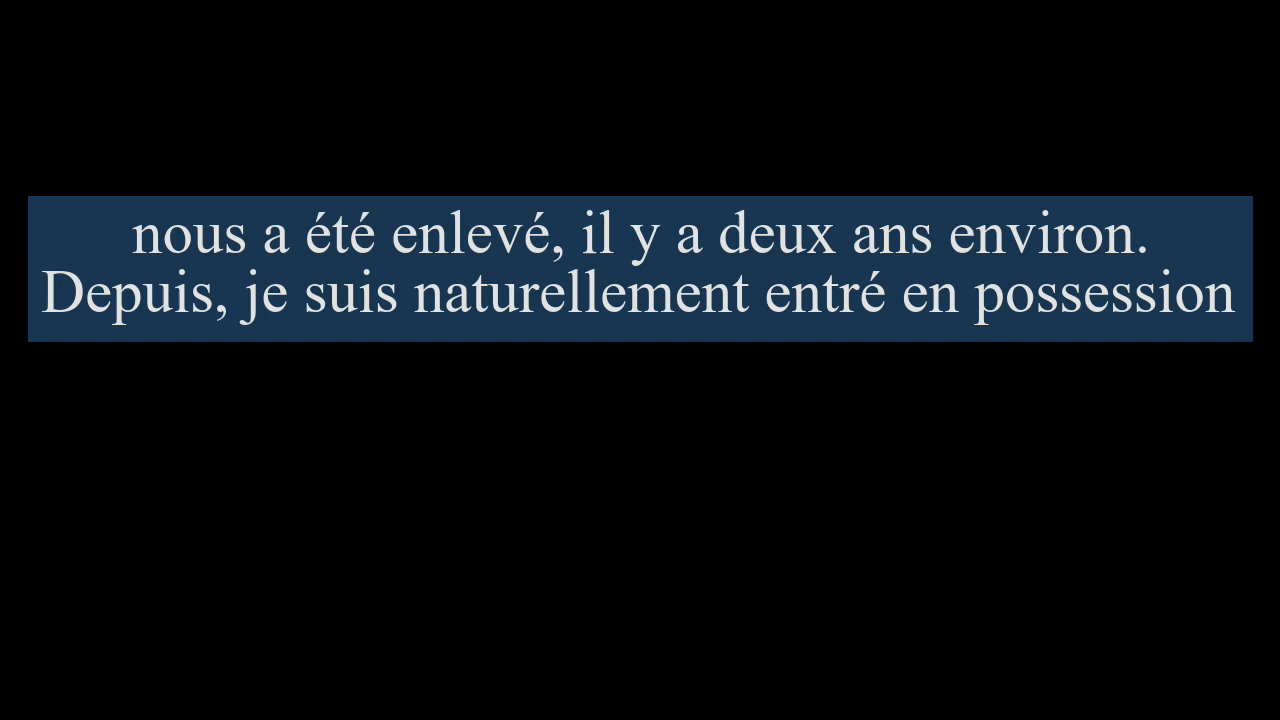 nous a été enlevé, il y a deux ans environ.
Depuis, je suis naturellement entré en possession